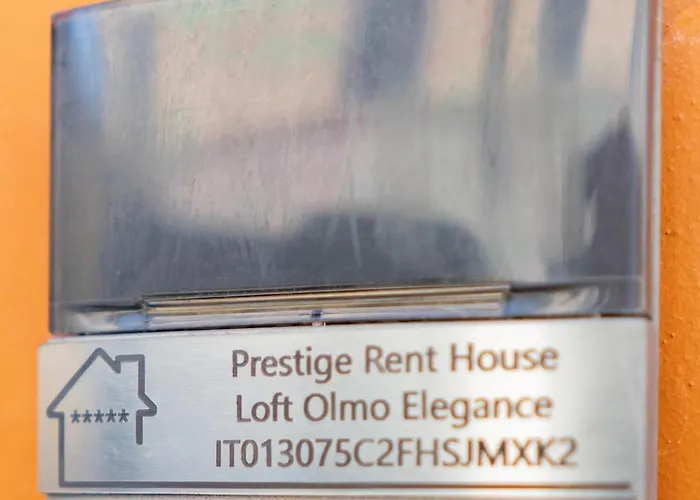 Prestige Rent House
Loft Olmo Elegance
*****
IT013075C2FHSJMXK2